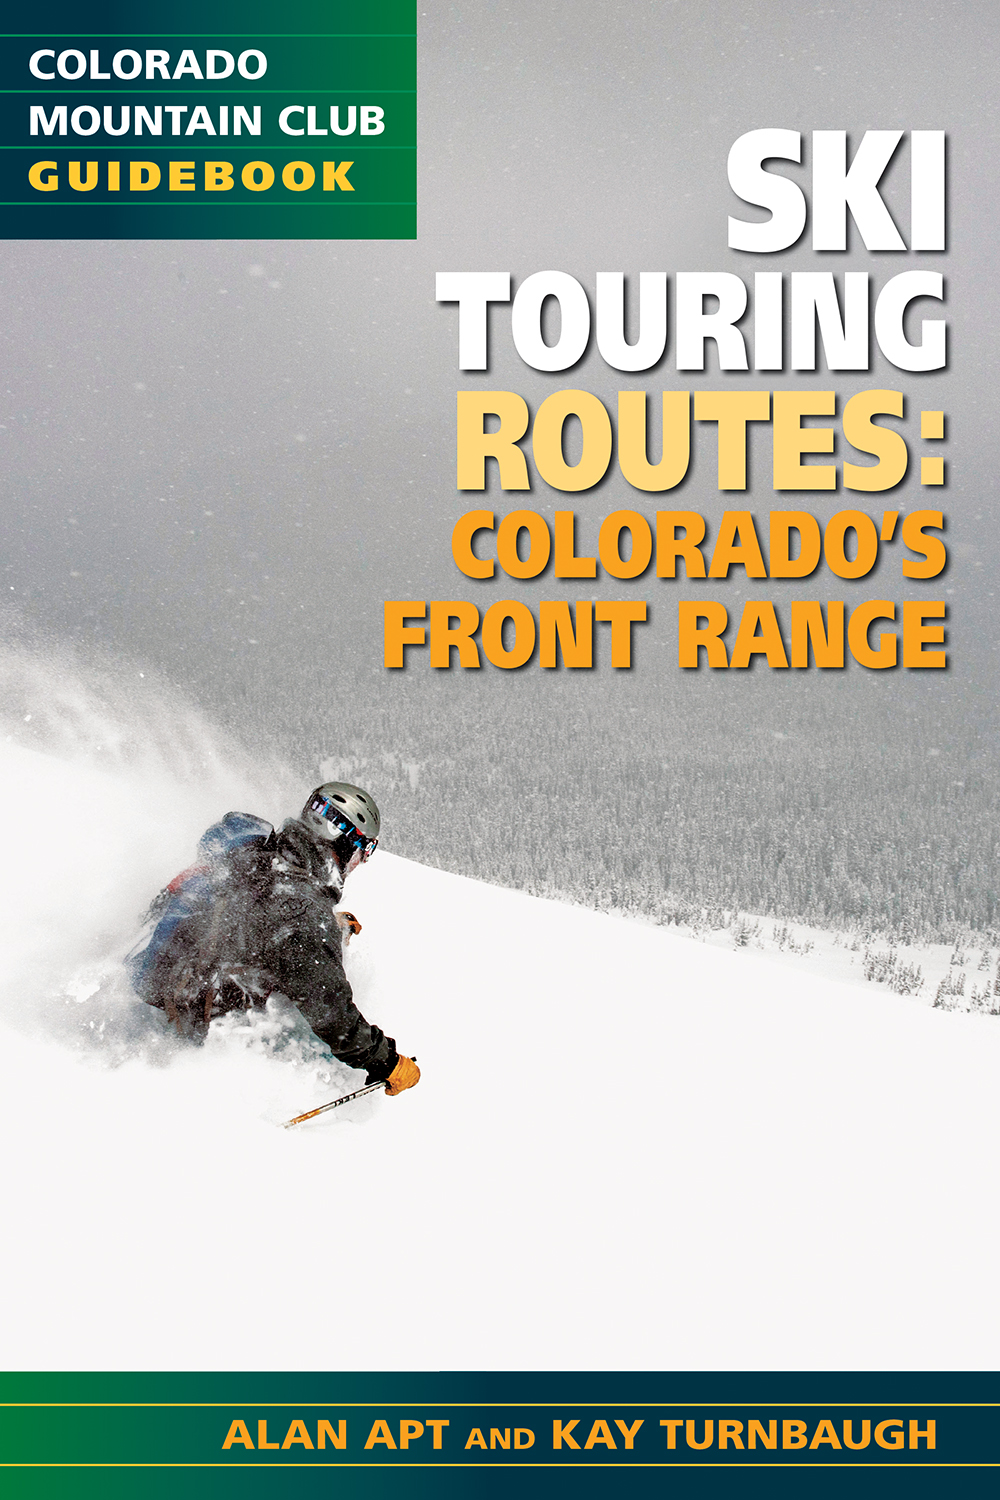 COLORADO
MOUNTAIN CLUB
GUIDEBOOK
SKI
TOURING
ROUTES:
COLORADO'S
FRONT RANGE
ALAN APT AND KAY TURNBAUGH